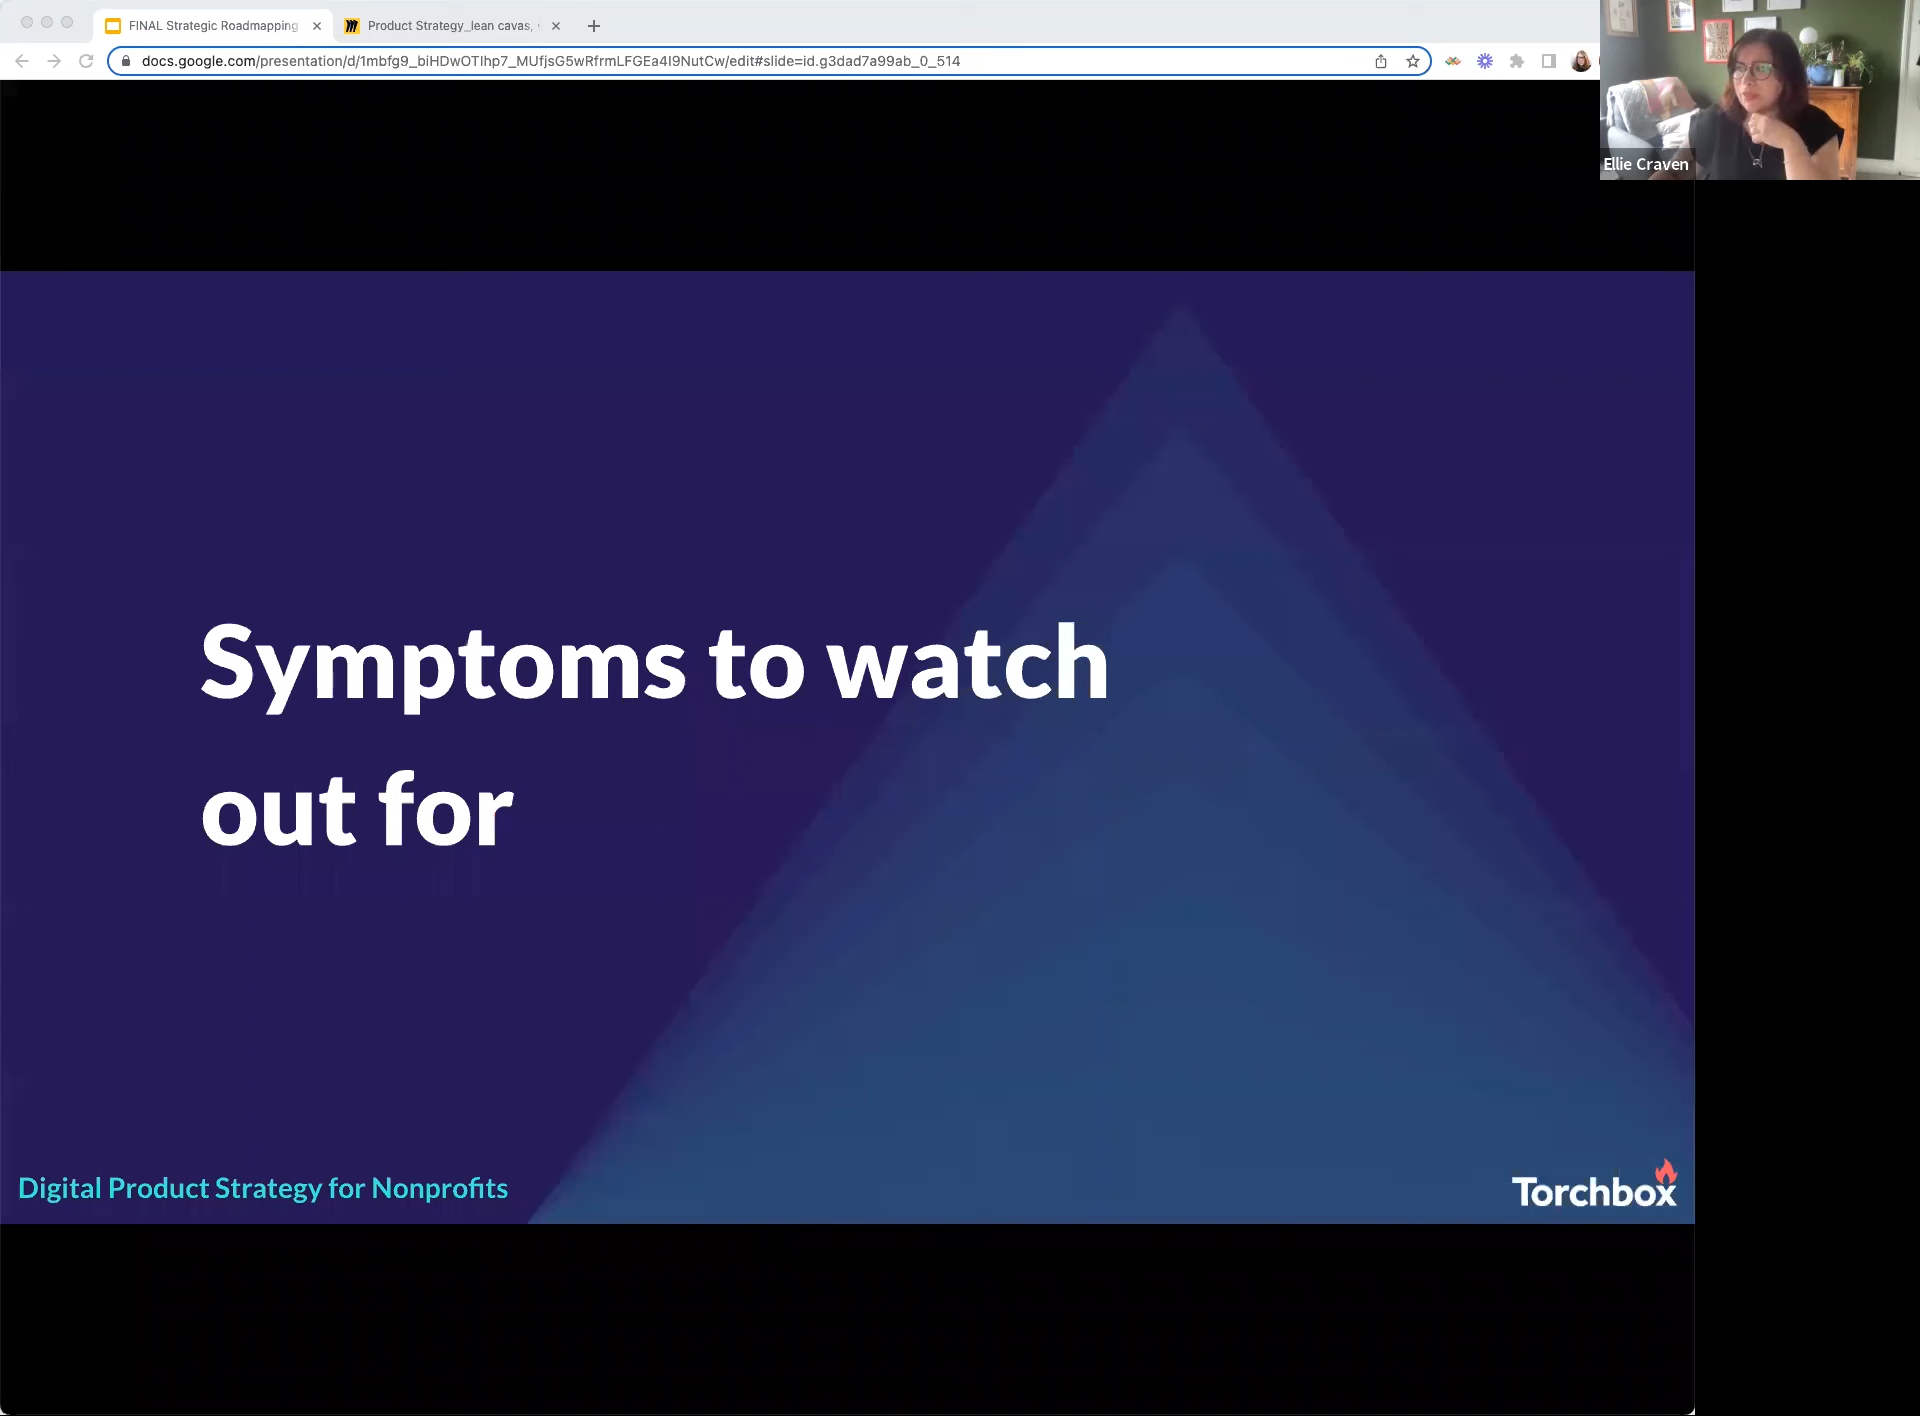 FINAL Strategic Roadmapping
Product Strategy_lean cavas,
docs.google.com/presentation/d/1mbfg9_biHDwOTIhp7_MUfjsG5wRfrmLFGEa4I9NutCw/edit#slide=id.g3dad7a99ab_0_514
Ellie Craven
Symptoms to watch
out for
Digital Product Strategy for Nonprofits
Torchbox